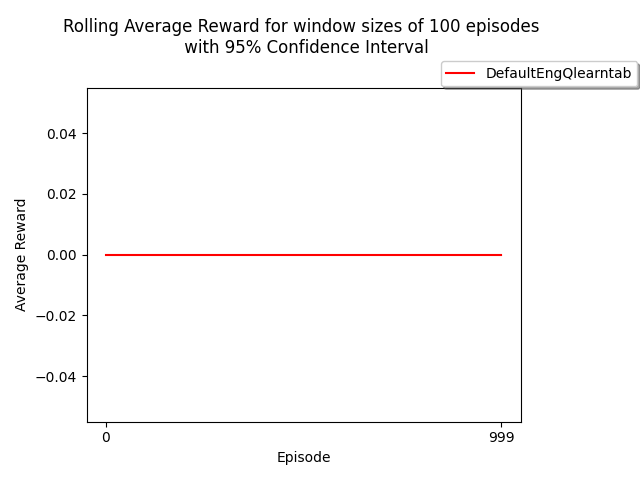 Rolling Average Reward for window sizes of 100 episodes
with 95% Confidence Interval
DefaultEngQlearntab
0.04
0.02
0.00
−0.02
−0.04
Average Reward
0
999
Episode